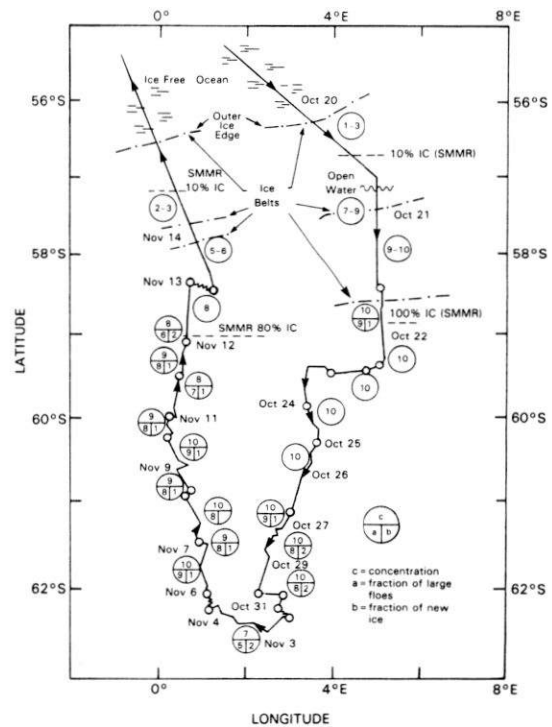 0° 4°E 8°E
Ice Free Ocean
Oct 20
56°S
56°S
Outer
Ice
Edge
1-3
SMMR
10% IC
10% IC (SMMR)
Open
Water
2-3
Ice
Belts
7-9
Oct 21
Nov 14
5-6
9-10
58°S
58°S
Nov 13
8
10
9 1
100% IC (SMMR)
8
6 2
SMMR 80% IC
Oct 22
Nov 12
9
8 1
10
10
8
7 1
Oct 24
10
60°S
60°S
9
8 1
Nov 11
10
9 1
Oct 25
10
Oct 26
Nov 9
9
8 1
10
8
10
9 1
Oct 27
c
a b
Nov 7
9
8 1
10
8 2
c = concentration
a = fraction of large
floes
b = fraction of new
ice
10
9 1
Oct 29
10
8 2
62°S
62°S
Nov 6
Oct 31
Nov 4
7
5 2
Nov 3
0° 4°E 8°E
LATITUDE
LONGITUDE